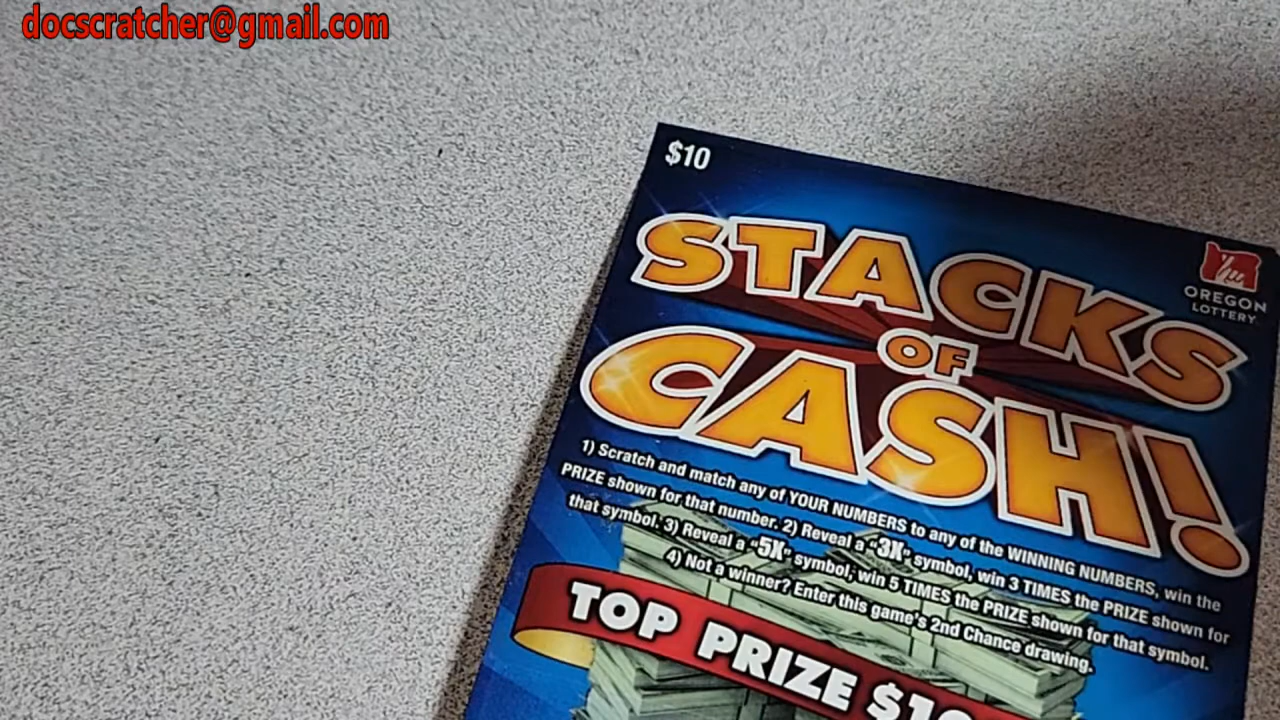 docscratcher@gmail.com
$10
STACKS
OF
CASH!
OREGON
LOTTERY
1) Scratch and match any of YOUR NUMBERS to any of the WINNING NUMBERS, win the
PRIZE shown for that number. 2) Reveal a "3X" symbol, win 3 TIMES the PRIZE shown for
that symbol. 3) Reveal a "5X" symbol, win 5 TIMES the PRIZE shown for that symbol.
4) Not a winner? Enter this game's 2nd Chance drawing.
TOP PRIZE